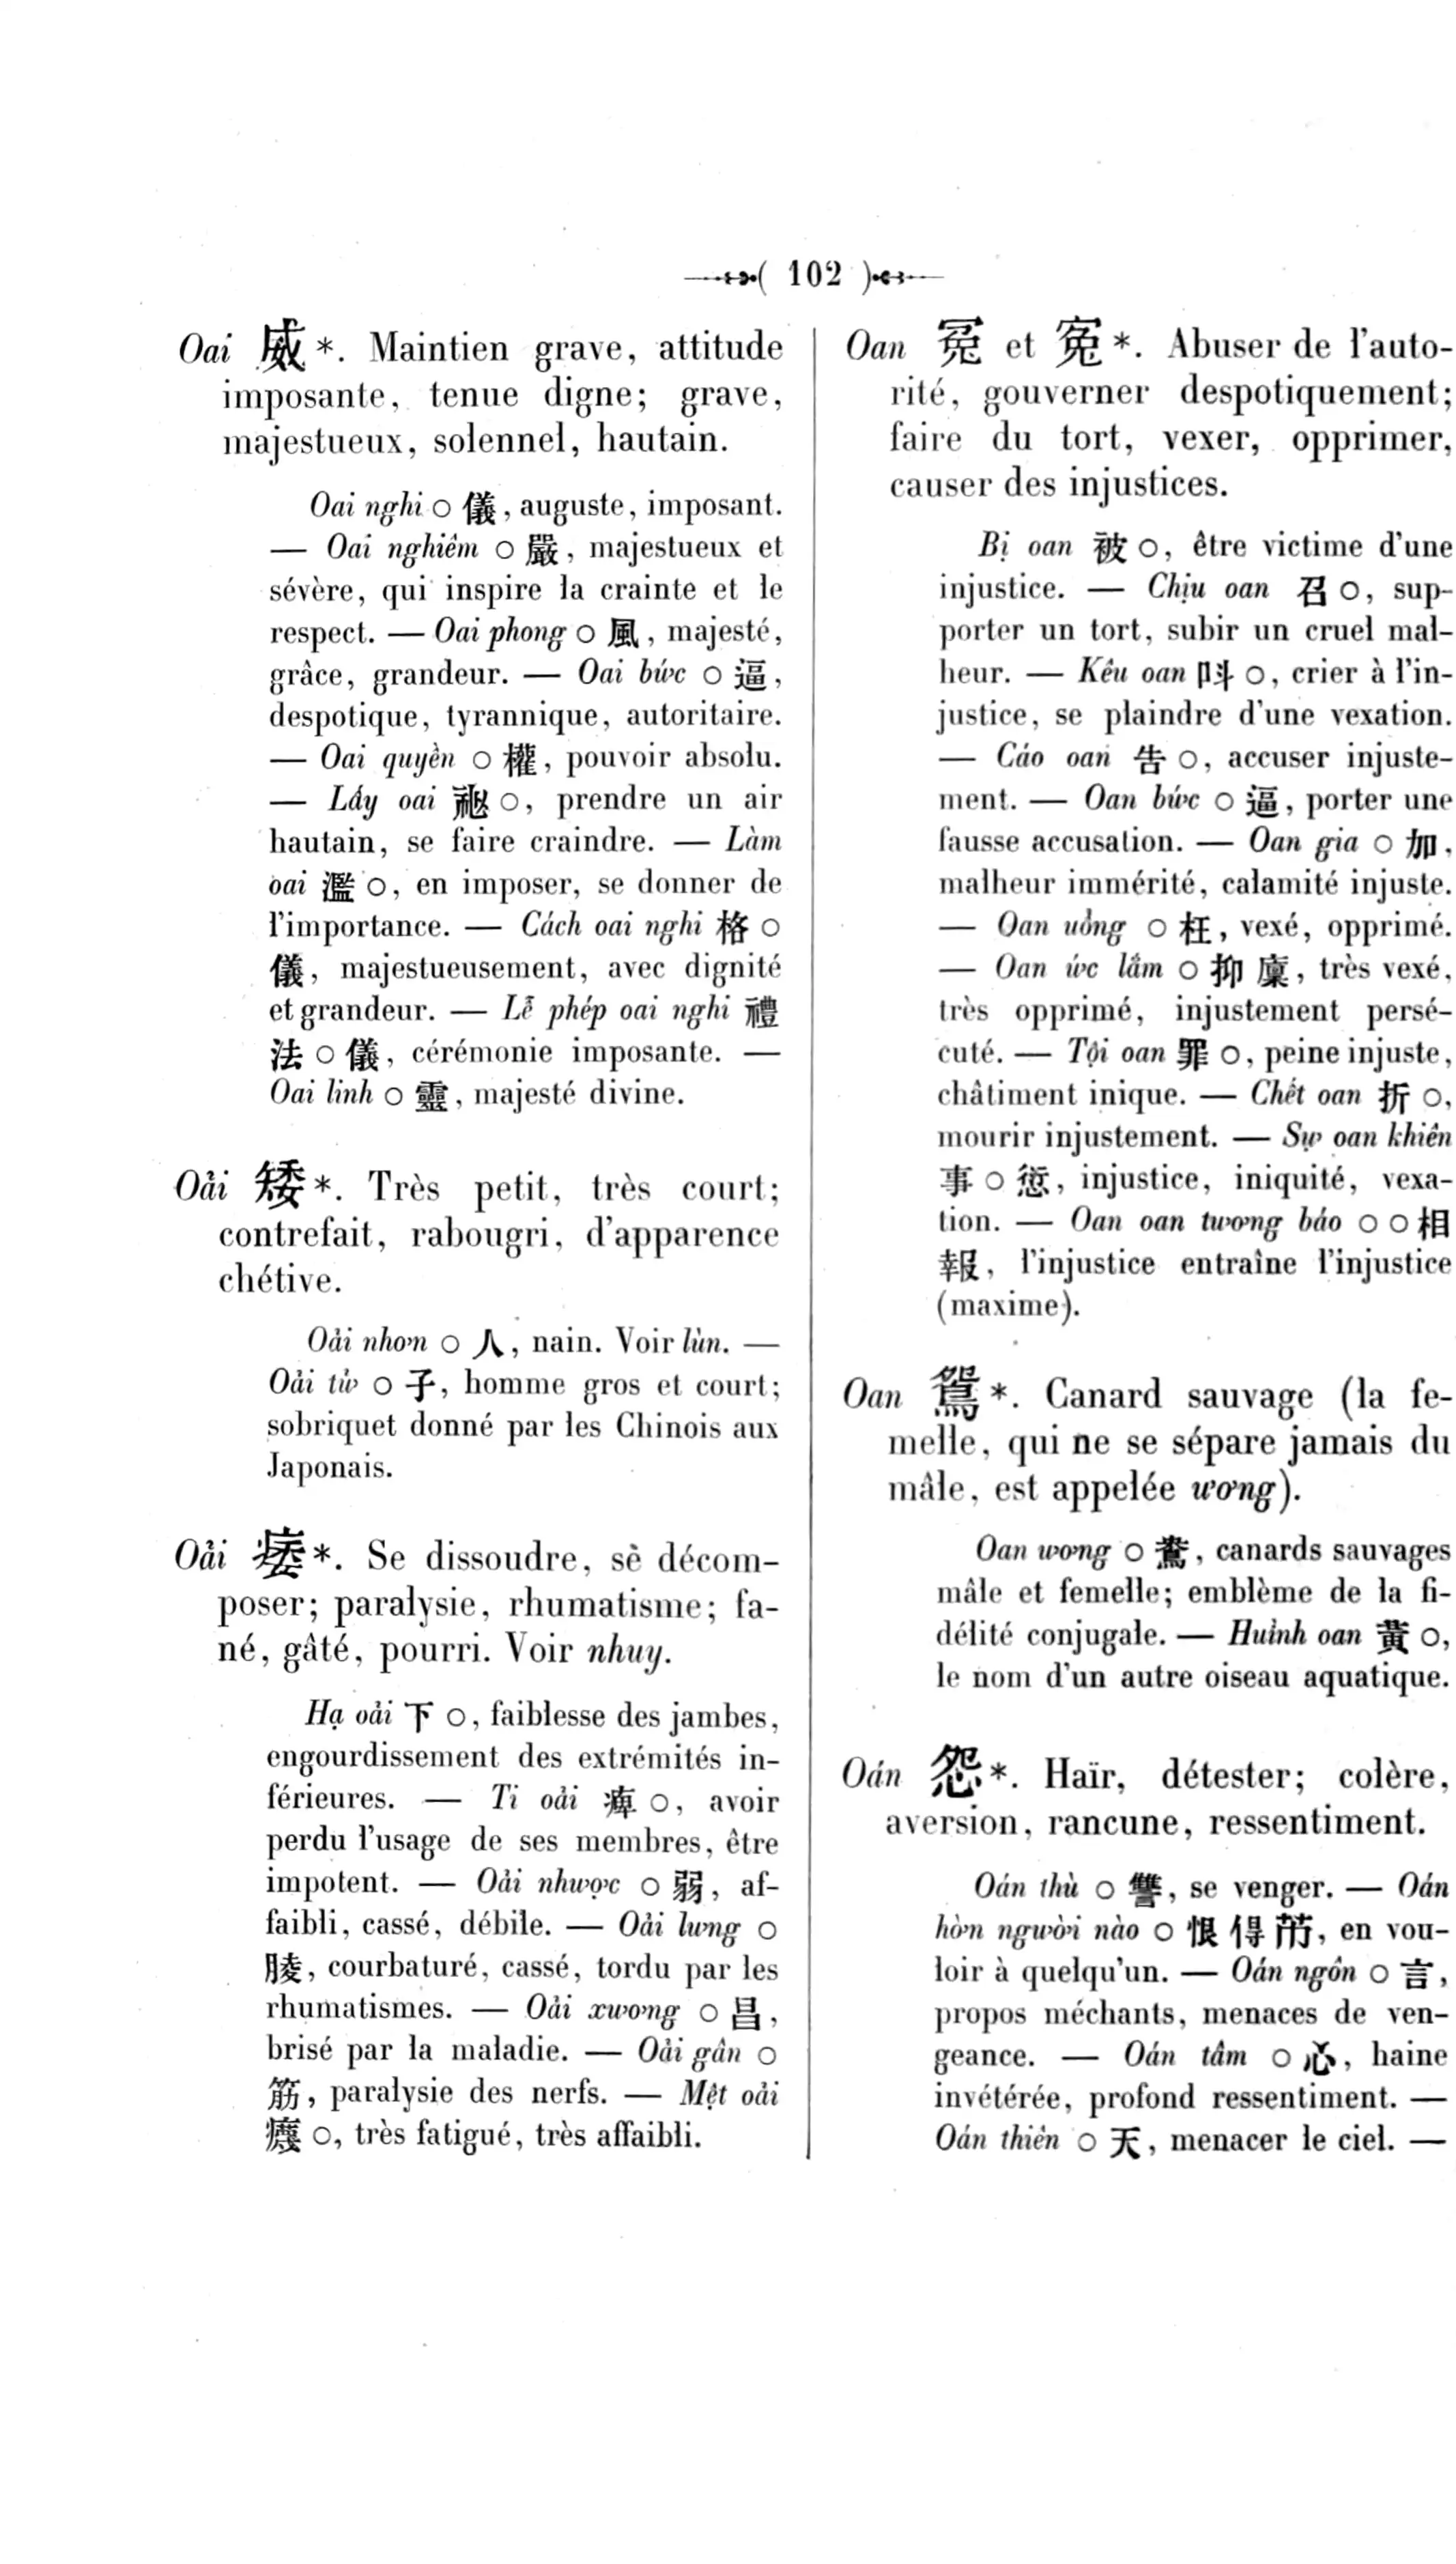 ( 102 )
Oai 威 *. Maintien grave, attitude
imposante, tenue digne; grave,
majestueux, solennel, hautain.
Oai nghi ○ 儀, auguste, imposant.
— Oai nghiêm ○ 嚴, majestueux et
sévère, qui inspire la crainte et le
respect. — Oai phong ○ 風, majesté,
grâce, grandeur. — Oai bức ○ 逼,
despotique, tyrannique, autoritaire.
— Oai quyền ○ 權, pouvoir absolu.
— Lấy oai ○, prendre un air
hautain, se faire craindre. — Làm
oai 濫 ○, en imposer, se donner de
l'importance. — Cách oai nghi 格 ○
儀, majestueusement, avec dignité
et grandeur. — Lễ phép oai nghi 禮
法 ○ 儀, cérémonie imposante. —
Oai linh ○ 靈, majesté divine.
Oải 矮 *. Très petit, très court;
contrefait, rabougri, d'apparence
chétive.
Oải nhơn ○ 人, nain. Voir lùn. —
Oải tử ○ 子, homme gros et court;
sobriquet donné par les Chinois aux
Japonais.
Oải 痿 *. Se dissoudre, se décom-
poser; paralysie, rhumatisme; fa-
né, gâté, pourri. Voir nhuy.
Hạ oải 下 ○, faiblesse des jambes,
engourdissement des extrémités in-
férieures. — Ti oải 痺 ○, avoir
perdu l'usage de ses membres, être
impotent. — Oải nhược ○ 弱, af-
faibli, cassé, débile. — Oải lưng ○
䏠, courbaturé, cassé, tordu par les
rhumatismes. — Oải xương ○ 昌,
brisé par la maladie. — Oải gân ○
筋, paralysie des nerfs. — Mệt oải
○, très fatigué, très affaibli.
Oan 冤 et 寃 *. Abuser de l'auto-
rité, gouverner despotiquement;
faire du tort, vexer, opprimer,
causer des injustices.
Bị oan 被 ○, être victime d'une
injustice. — Chịu oan 召 ○, sup-
porter un tort, subir un cruel mal-
heur. — Kêu oan 呌 ○, crier à l'in-
justice, se plaindre d'une vexation.
— Cáo oan 告 ○, accuser injuste-
ment. — Oan bức ○ 逼, porter une
fausse accusation. — Oan gia ○ 加,
malheur immérité, calamité injuste.
— Oan uổng ○ 枉, vexé, opprimé.
— Oan ức lắm ○ 抑 廩, très vexé,
très opprimé, injustement persé-
cuté. — Tội oan 罪 ○, peine injuste,
châtiment inique. — Chết oan 折 ○,
mourir injustement. — Sự oan khiên
事 ○ 愆, injustice, iniquité, vexa-
tion. — Oan oan tương báo ○ ○ 相
報, l'injustice entraîne l'injustice
(maxime).
Oan 鴛 *. Canard sauvage (la fe-
melle, qui ne se sépare jamais du
mâle, est appelée ương).
Oan ương ○ 鴦, canards sauvages
mâle et femelle; emblème de la fi-
délité conjugale. — Huình oan 黃 ○,
le nom d'un autre oiseau aquatique.
Oán 怨 *. Haïr, détester; colère,
aversion, rancune, ressentiment.
Oán thù ○ 讐, se venger. — Oán
hờn người nào ○ 恨 得 芇, en vou-
loir à quelqu'un. — Oán ngôn ○ 言,
propos méchants, menaces de ven-
geance. — Oán tâm ○ 心, haine
invétérée, profond ressentiment. —
Oán thiên ○ 天, menacer le ciel. —